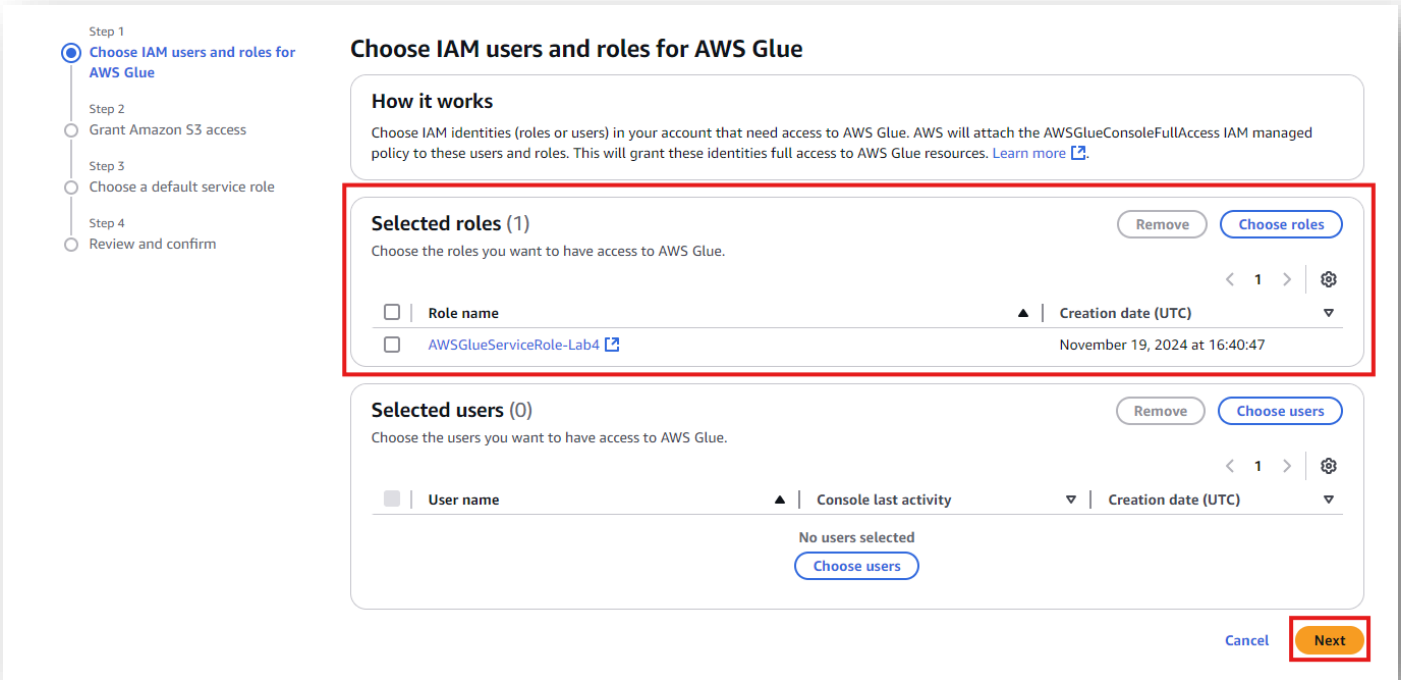 Step 1
Choose IAM users and roles for
AWS Glue
Step 2
Grant Amazon S3 access
Step 3
Choose a default service role
Step 4
Review and confirm
Choose IAM users and roles for AWS Glue
How it works
Choose IAM identities (roles or users) in your account that need access to AWS Glue. AWS will attach the AWSGlueConsoleFullAccess IAM managed
policy to these users and roles. This will grant these identities full access to AWS Glue resources. Learn more.
Selected roles (1)
Remove
Choose roles
Choose the roles you want to have access to AWS Glue.
1
Role name
Creation date (UTC)
AWSGlueServiceRole-Lab4
November 19, 2024 at 16:40:47
Selected users (0)
Remove
Choose users
Choose the users you want to have access to AWS Glue.
1
User name
Console last activity
Creation date (UTC)
No users selected
Choose users
Cancel
Next